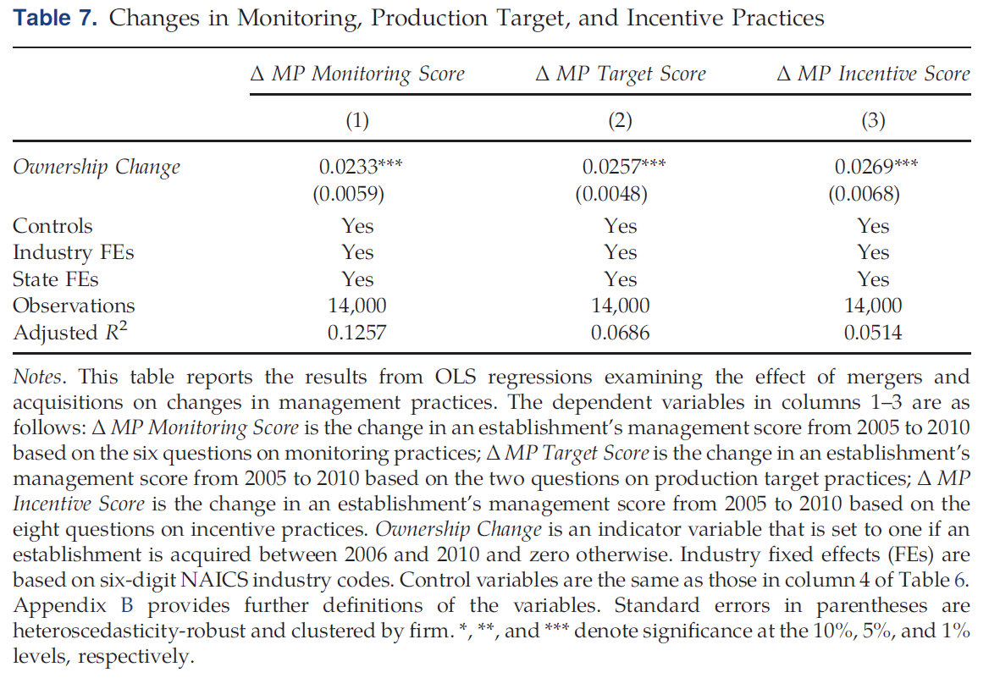 Table 7. Changes in Monitoring, Production Target, and Incentive Practices
Δ MP Monitoring Score Δ MP Target Score Δ MP Incentive Score
(1) (2) (3)
Ownership Change 0.0233*** 0.0257*** 0.0269***
(0.0059) (0.0048) (0.0068)
Controls Yes Yes Yes
Industry FEs Yes Yes Yes
State FEs Yes Yes Yes
Observations 14,000 14,000 14,000
Adjusted R² 0.1257 0.0686 0.0514
Notes. This table reports the results from OLS regressions examining the effect of mergers and
acquisitions on changes in management practices. The dependent variables in columns 1–3 are as
follows: Δ MP Monitoring Score is the change in an establishment's management score from 2005 to 2010
based on the six questions on monitoring practices; Δ MP Target Score is the change in an establishment's
management score from 2005 to 2010 based on the two questions on production target practices; Δ MP
Incentive Score is the change in an establishment's management score from 2005 to 2010 based on the
eight questions on incentive practices. Ownership Change is an indicator variable that is set to one if an
establishment is acquired between 2006 and 2010 and zero otherwise. Industry fixed effects (FEs) are
based on six-digit NAICS industry codes. Control variables are the same as those in column 4 of Table 6.
Appendix B provides further definitions of the variables. Standard errors in parentheses are
heteroscedasticity-robust and clustered by firm. *, **, and *** denote significance at the 10%, 5%, and 1%
levels, respectively.